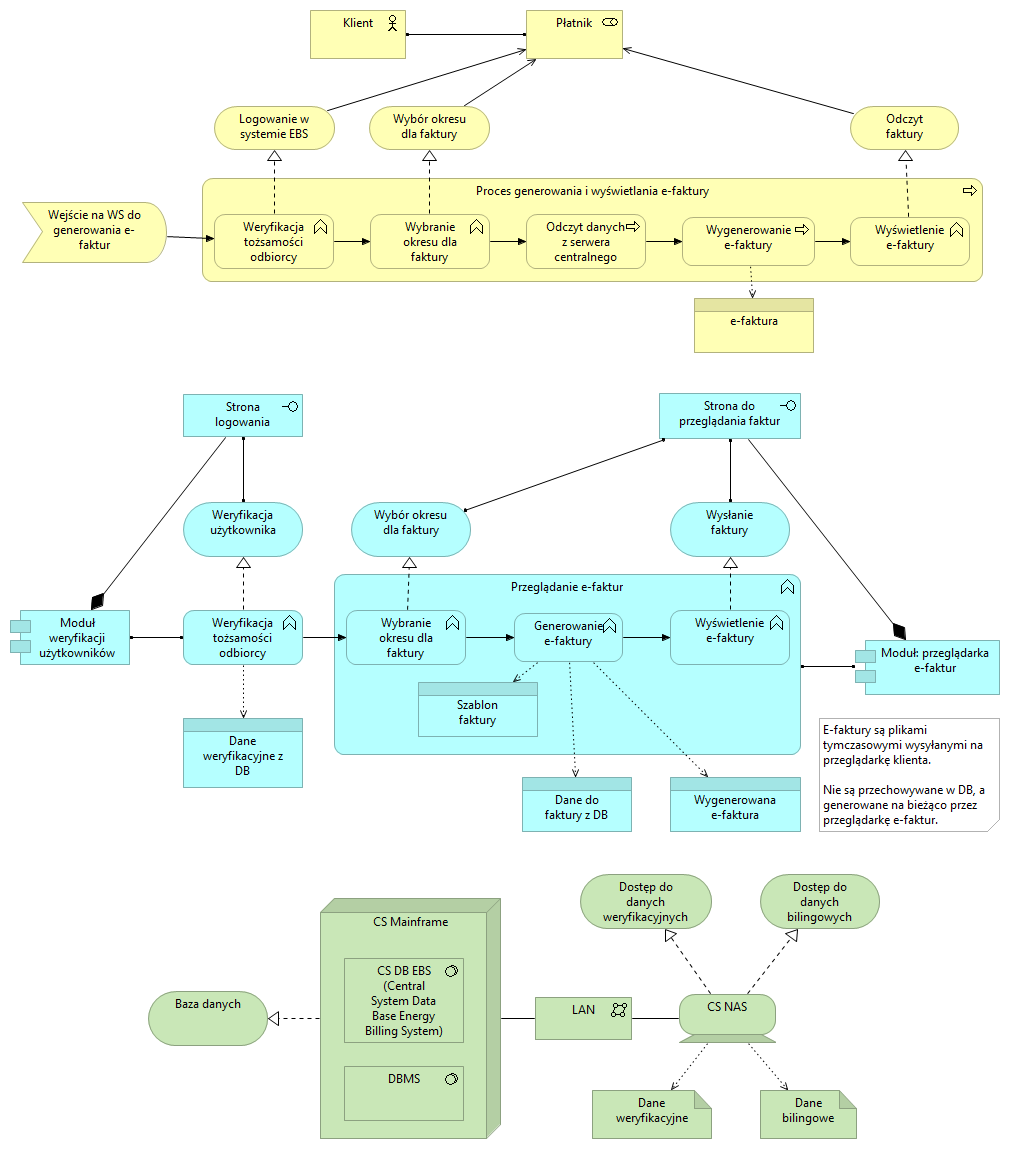 Klient
Płatnik
Logowanie w
systemie EBS
Wybór okresu
dla faktury
Odczyt
faktury
Proces generowania i wyświetlania e-faktury
Wejście na WS do
generowania e-
faktur
Weryfikacja
tożsamości
odbiorcy
Wybranie
okresu dla
faktury
Odczyt danych
z serwera
centralnego
Wygenerowanie
e-faktury
Wyświetlenie
e-faktury
e-faktura
Strona
logowania
Strona do
przeglądania faktur
Weryfikacja
użytkownika
Wybór okresu
dla faktury
Wysłanie
faktury
Przeglądanie e-faktur
Moduł
weryfikacji
użytkowników
Weryfikacja
tożsamości
odbiorcy
Wybranie
okresu dla
faktury
Generowanie
e-faktury
Wyświetlenie
e-faktury
Moduł: przeglądarka
e-faktur
Szablon
faktury
Dane
weryfikacyjne z
DB
Dane do
faktury z DB
Wygenerowana
e-faktura
E-faktury są plikami
tymczasowymi wysyłanymi na
przeglądarkę klienta.
Nie są przechowywane w DB, a
generowane na bieżąco przez
przeglądarkę e-faktur.
Dostęp do
danych
weryfikacyjnych
Dostęp do
danych
bilingowych
CS Mainframe
CS DB EBS
(Central
System Data
Base Energy
Billing System)
Baza danych
LAN
CS NAS
DBMS
Dane
weryfikacyjne
Dane
bilingowe